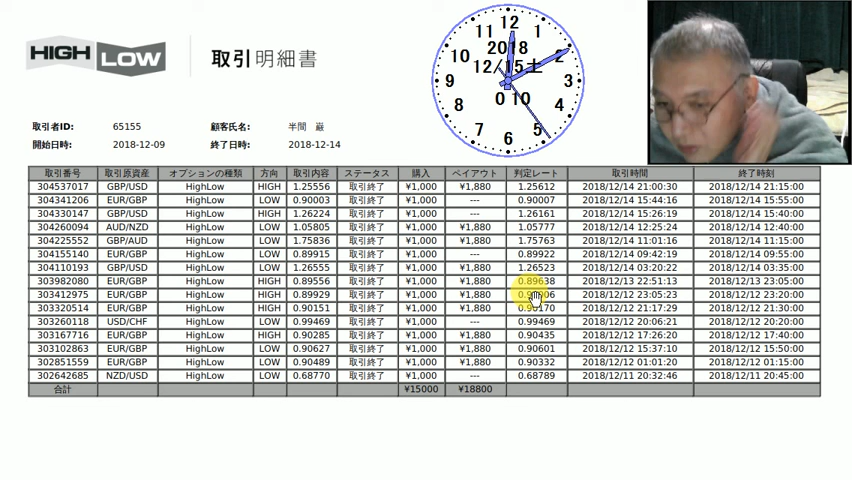 HIGH LOW 取引明細書
12 1 2 3 4 5 6 7 8 9 10 11
2018
12/15土
0 10
取引者ID: 65155 顧客氏名: 半間 巌
開始日時: 2018-12-09 終了日時: 2018-12-14
取引番号 取引原資産 オプションの種類 方向 取引内容 ステータス 購入 ペイアウト 判定レート 取引時間 終了時刻
304537017 GBP/USD HighLow HIGH 1.25556 取引終了 ¥1,000 ¥1,880 1.25612 2018/12/14 21:00:30 2018/12/14 21:15:00
304341206 EUR/GBP HighLow LOW 0.90003 取引終了 ¥1,000 --- 0.90007 2018/12/14 15:44:16 2018/12/14 15:55:00
304330147 GBP/USD HighLow HIGH 1.26224 取引終了 ¥1,000 --- 1.26161 2018/12/14 15:26:19 2018/12/14 15:40:00
304260094 AUD/NZD HighLow LOW 1.05805 取引終了 ¥1,000 ¥1,880 1.05777 2018/12/14 12:25:24 2018/12/14 12:40:00
304225552 GBP/AUD HighLow LOW 1.75836 取引終了 ¥1,000 ¥1,880 1.75763 2018/12/14 11:01:16 2018/12/14 11:15:00
304155140 EUR/GBP HighLow LOW 0.89915 取引終了 ¥1,000 --- 0.89922 2018/12/14 09:42:19 2018/12/14 09:55:00
304110193 GBP/USD HighLow LOW 1.26555 取引終了 ¥1,000 ¥1,880 1.26523 2018/12/14 03:20:22 2018/12/14 03:35:00
303982080 EUR/GBP HighLow HIGH 0.89556 取引終了 ¥1,000 ¥1,880 0.89638 2018/12/13 22:51:13 2018/12/13 23:05:00
303412975 EUR/GBP HighLow HIGH 0.89929 取引終了 ¥1,000 ¥1,880 2018/12/12 23:05:23 2018/12/12 23:20:00
303320514 EUR/GBP HighLow HIGH 0.90151 取引終了 ¥1,000 ¥1,880 0.90170 2018/12/12 21:17:29 2018/12/12 21:30:00
303260118 USD/CHF HighLow LOW 0.99469 取引終了 ¥1,000 --- 0.99469 2018/12/12 20:06:21 2018/12/12 20:20:00
303167716 EUR/GBP HighLow HIGH 0.90285 取引終了 ¥1,000 ¥1,880 0.90435 2018/12/12 17:26:20 2018/12/12 17:40:00
303102863 EUR/GBP HighLow LOW 0.90627 取引終了 ¥1,000 ¥1,880 0.90601 2018/12/12 15:37:10 2018/12/12 15:50:00
302851559 EUR/GBP HighLow LOW 0.90489 取引終了 ¥1,000 ¥1,880 0.90332 2018/12/12 01:01:20 2018/12/12 01:15:00
302642685 NZD/USD HighLow LOW 0.68770 取引終了 ¥1,000 --- 0.68789 2018/12/11 20:32:46 2018/12/11 20:45:00
合計 ¥15000 ¥18800